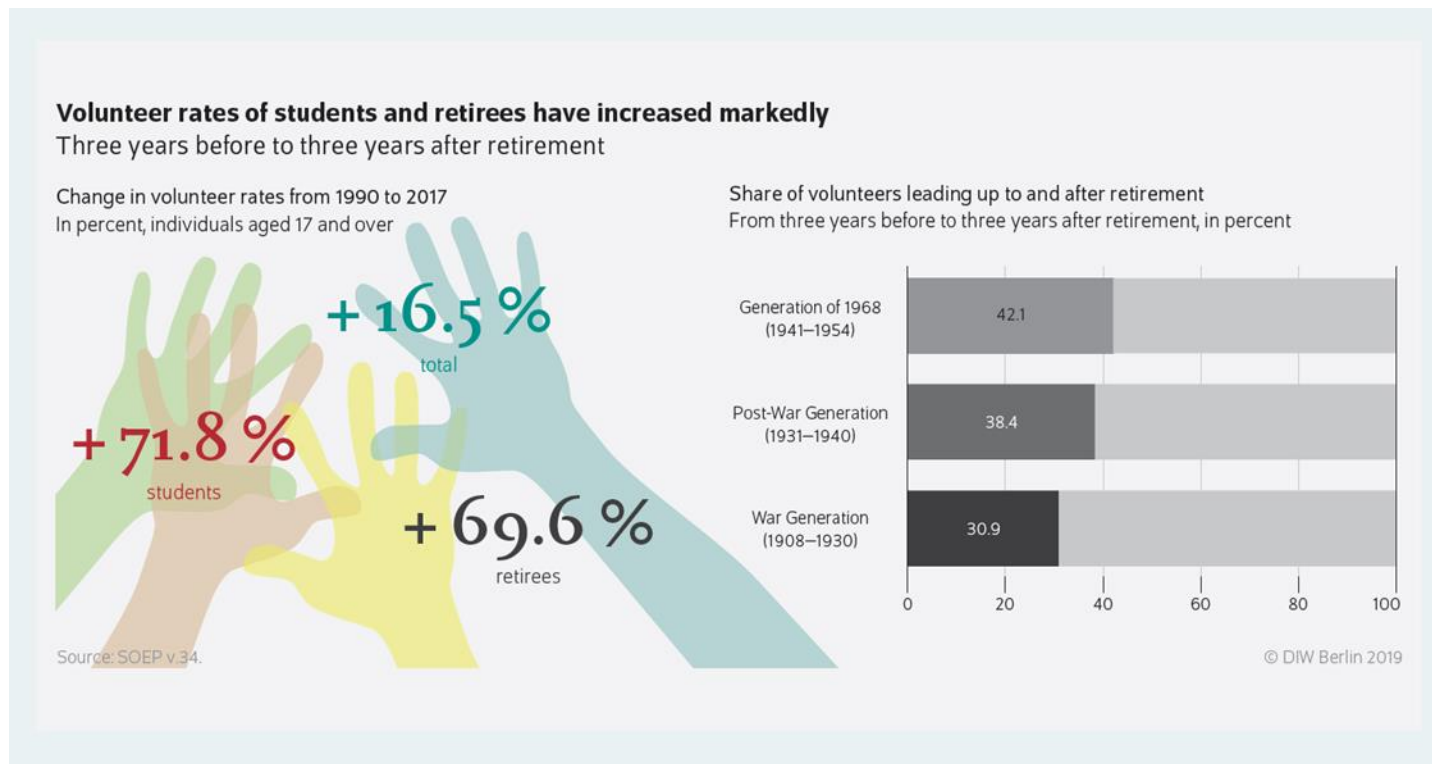 Volunteer rates of students and retirees have increased markedly
Three years before to three years after retirement
Change in volunteer rates from 1990 to 2017
In percent, individuals aged 17 and over
+ 16.5 %
total
+ 71.8 %
students
+ 69.6 %
retirees
Share of volunteers leading up to and after retirement
From three years before to three years after retirement, in percent
Generation of 1968
(1941–1954)
42.1
Post-War Generation
(1931–1940)
38.4
War Generation
(1908–1930)
30.9
0 20 40 60 80 100
Source: SOEP v.34.
© DIW Berlin 2019